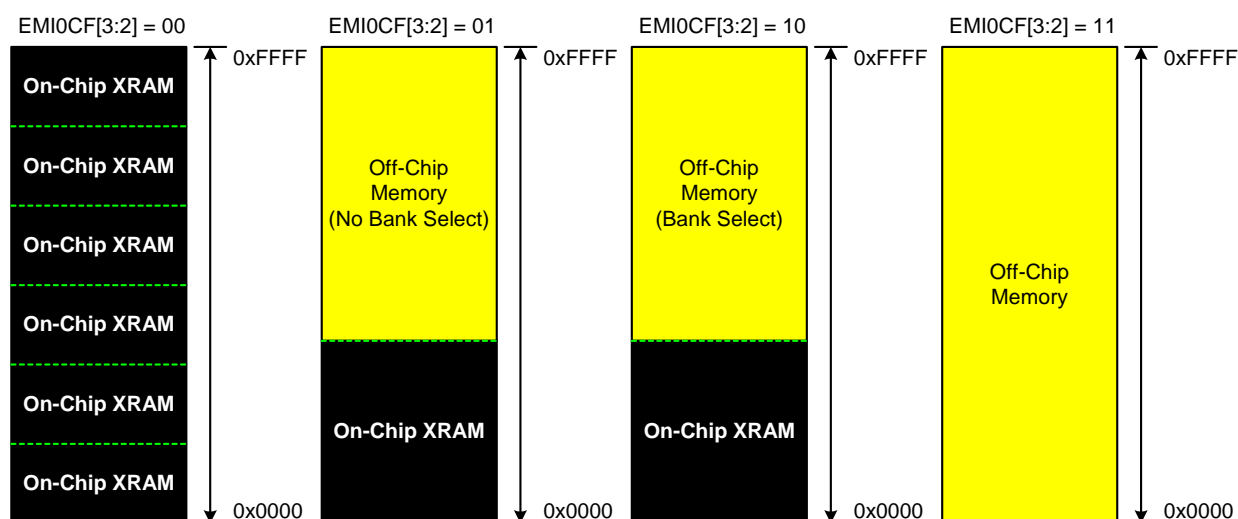 EMI0CF[3:2] = 00
0xFFFF
On-Chip XRAM
On-Chip XRAM
On-Chip XRAM
On-Chip XRAM
On-Chip XRAM
On-Chip XRAM
0x0000
EMI0CF[3:2] = 01
0xFFFF
Off-Chip
Memory
(No Bank Select)
On-Chip XRAM
0x0000
EMI0CF[3:2] = 10
0xFFFF
Off-Chip
Memory
(Bank Select)
On-Chip XRAM
0x0000
EMI0CF[3:2] = 11
0xFFFF
Off-Chip
Memory
0x0000